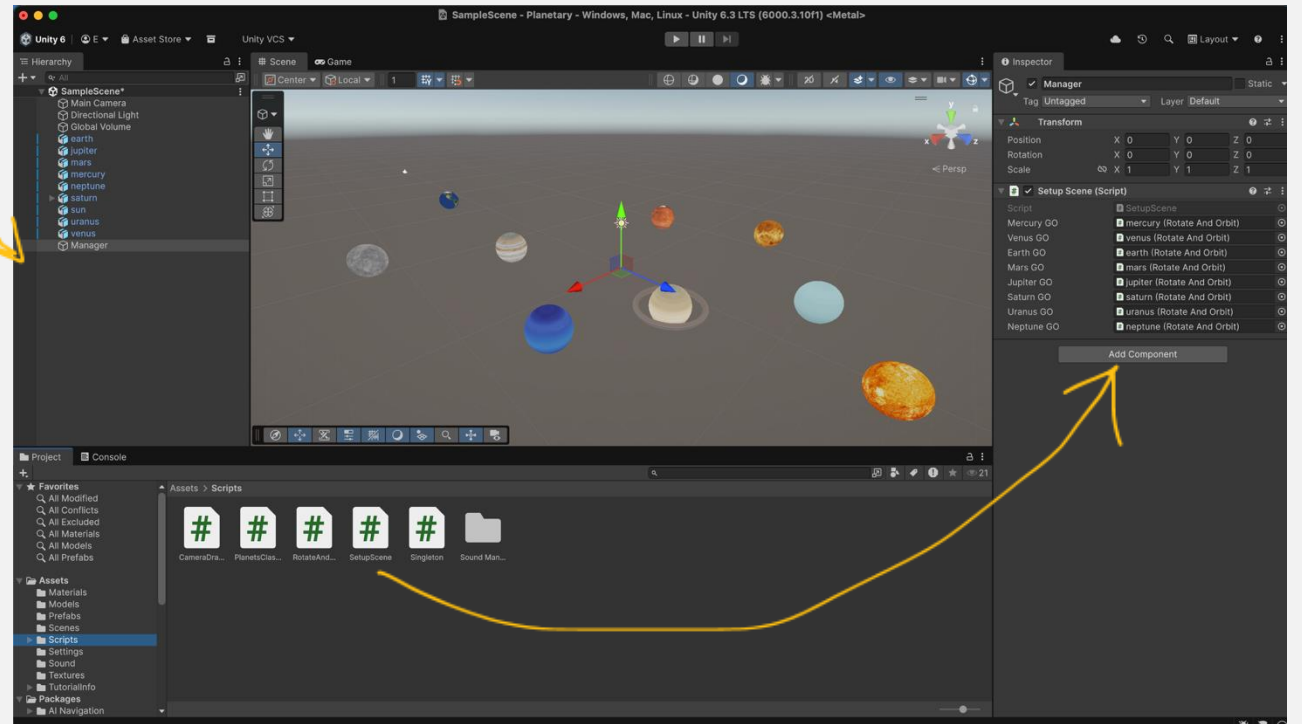 SampleScene - Planetary - Windows, Mac, Linux - Unity 6.3 LTS (6000.3.10f1) <Metal>
Unity 6 E Asset Store Unity VCS Layout
Hierarchy
All
SampleScene*
Main Camera
Directional Light
Global Volume
earth
jupiter
mars
mercury
neptune
saturn
sun
uranus
venus
Manager
Scene Game
Center Local 1 2D
y
x z
Persp
Inspector
Manager Static
Tag Untagged Layer Default
Transform
Position X 0 Y 0 Z 0
Rotation X 0 Y 0 Z 0
Scale X 1 Y 1 Z 1
# Setup Scene (Script)
Script SetupScene
Mercury GO mercury (Rotate And Orbit)
Venus GO venus (Rotate And Orbit)
Earth GO earth (Rotate And Orbit)
Mars GO mars (Rotate And Orbit)
Jupiter GO jupiter (Rotate And Orbit)
Saturn GO saturn (Rotate And Orbit)
Uranus GO uranus (Rotate And Orbit)
Neptune GO neptune (Rotate And Orbit)
Add Component
Project Console
21
Favorites
All Modified
All Conflicts
All Excluded
All Materials
All Models
All Prefabs
Assets
Materials
Models
Prefabs
Scenes
Scripts
Settings
Sound
Textures
TutorialInfo
Packages
AI Navigation
Assets > Scripts
# # # # #
CameraDra... PlanetsClas... RotateAnd... SetupScene Singleton Sound Man...